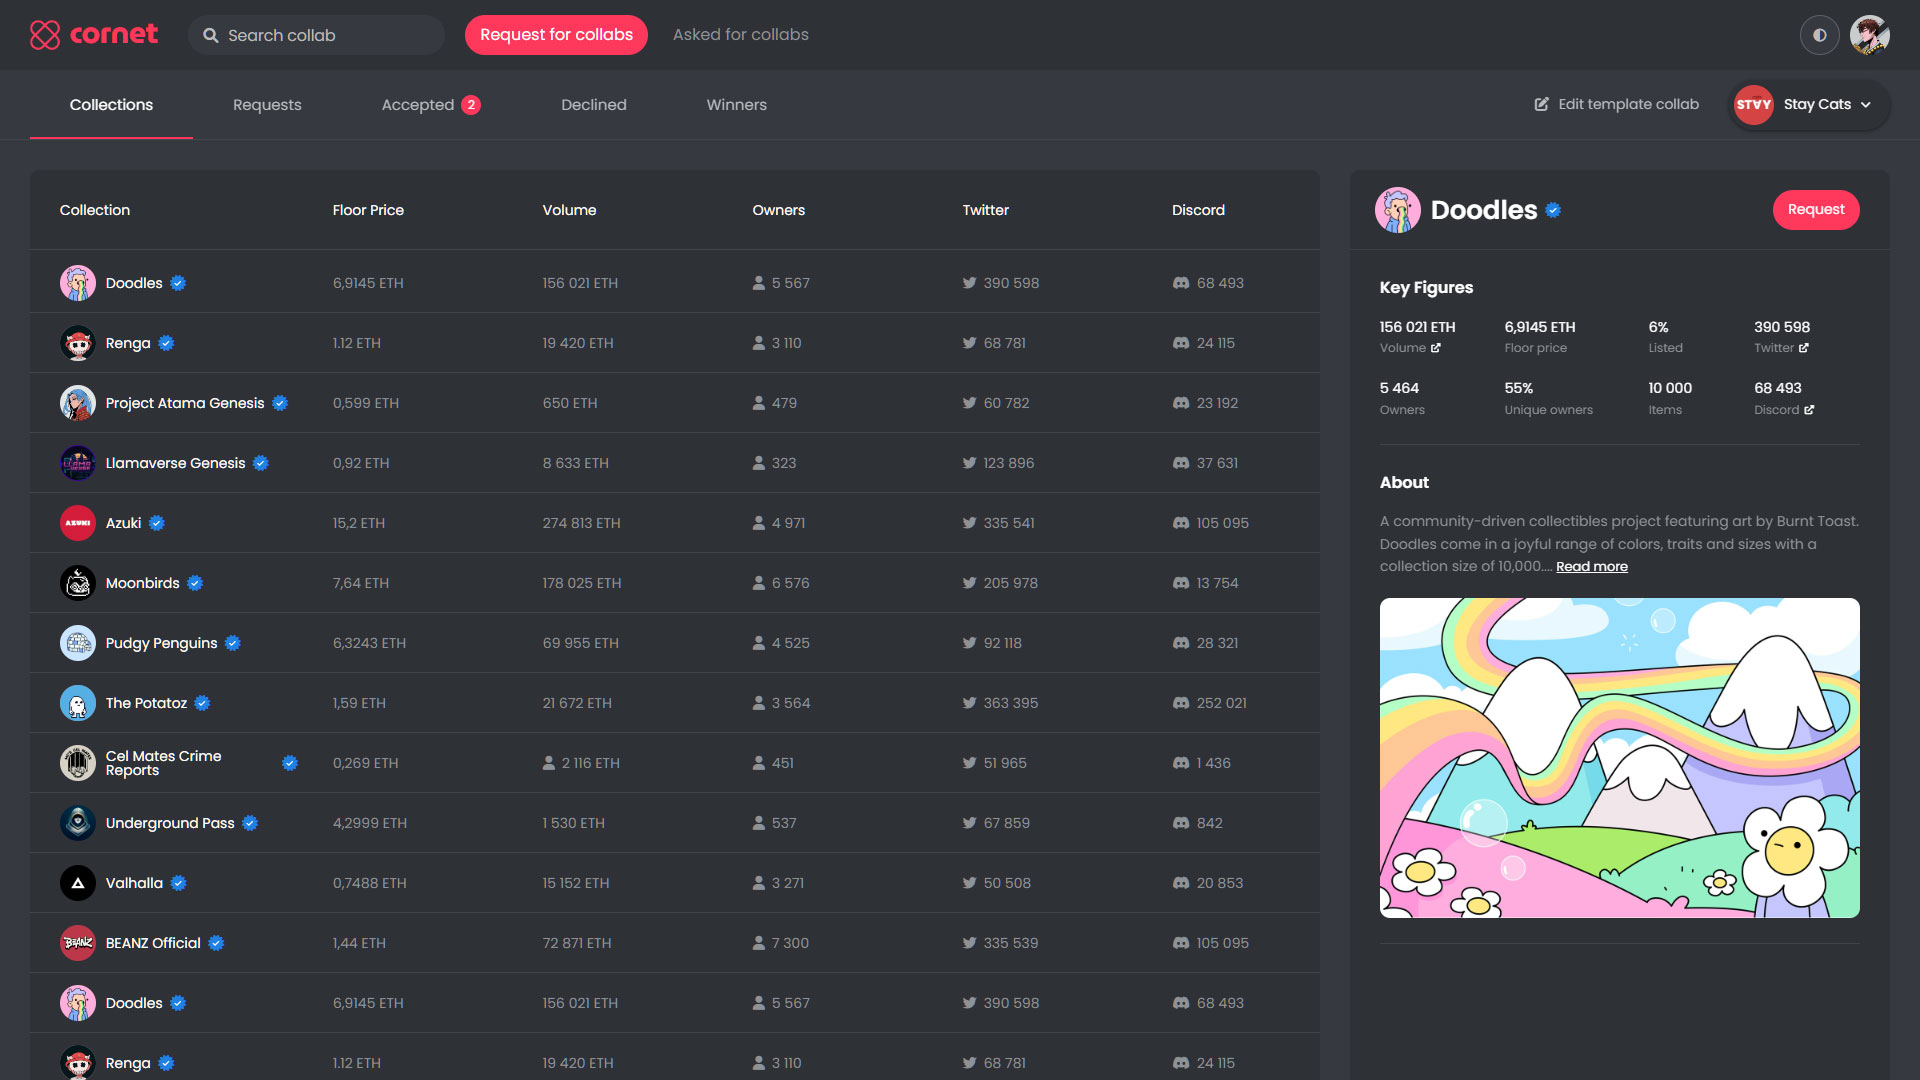 cornet
Search collab
Request for collabs
Asked for collabs
Collections
Requests
Accepted 2
Declined
Winners
Edit template collab
STAY
Stay Cats
Collection Floor Price Volume Owners Twitter Discord
Doodles 6,9145 ETH 156 021 ETH 5 567 390 598 68 493
Renga 1.12 ETH 19 420 ETH 3 110 68 781 24 115
Project Atama Genesis 0,599 ETH 650 ETH 479 60 782 23 192
Llamaverse Genesis 0,92 ETH 8 633 ETH 323 123 896 37 631
AZUKI Azuki 15,2 ETH 274 813 ETH 4 971 335 541 105 095
Moonbirds 7,64 ETH 178 025 ETH 6 576 205 978 13 754
Pudgy Penguins 6,3243 ETH 69 955 ETH 4 525 92 118 28 321
The Potatoz 1,59 ETH 21 672 ETH 3 564 363 395 252 021
Cel Mates Crime
Reports 0,269 ETH 2 116 ETH 451 51 965 1 436
Underground Pass 4,2999 ETH 1 530 ETH 537 67 859 842
Valhalla 0,7488 ETH 15 152 ETH 3 271 50 508 20 853
BEANZ BEANZ Official 1,44 ETH 72 871 ETH 7 300 335 539 105 095
Doodles 6,9145 ETH 156 021 ETH 5 567 390 598 68 493
Renga 1.12 ETH 19 420 ETH 3 110 68 781 24 115
Doodles
Request
Key Figures
156 021 ETH 6,9145 ETH 6% 390 598
Volume Floor price Listed Twitter
5 464 55% 10 000 68 493
Owners Unique owners Items Discord
About
A community-driven collectibles project featuring art by Burnt Toast.
Doodles come in a joyful range of colors, traits and sizes with a
collection size of 10,000.... Read more